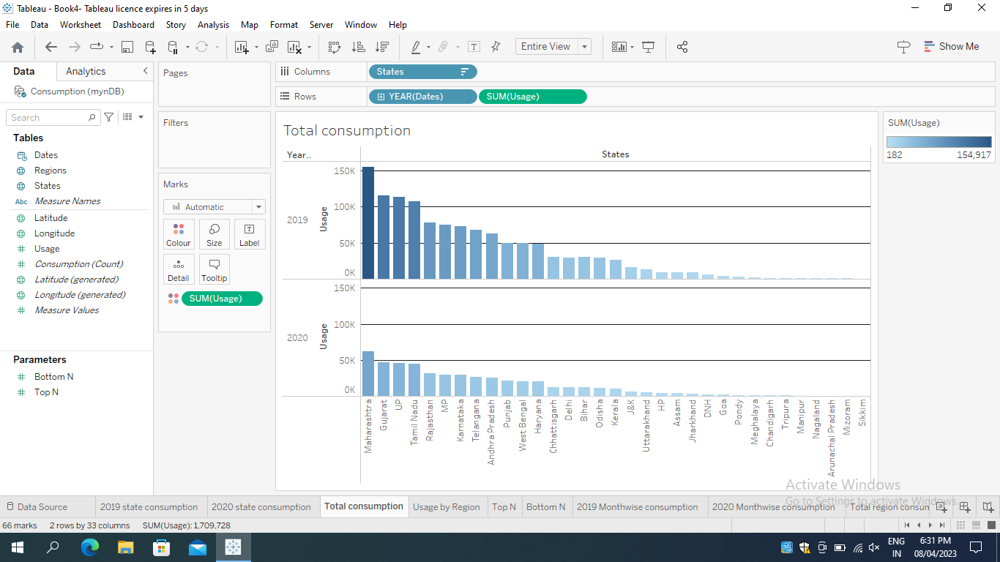 Tableau - Book4- Tableau licence expires in 5 days
File Data Worksheet Dashboard Story Analysis Map Format Server Window Help
Entire View
Show Me
Data Analytics
Consumption (mynDB)
Search
Tables
Dates
Regions
States
Abc Measure Names
Latitude
Longitude
Usage
Consumption (Count)
Latitude (generated)
Longitude (generated)
Measure Values
Parameters
Bottom N
Top N
Pages
Filters
Marks
Automatic
Colour Size Label
Detail Tooltip
SUM(Usage)
Columns States
Rows YEAR(Dates) SUM(Usage)
Total consumption
Year.. States
2019
Usage
150K
100K
50K
0K
2020
Usage
150K
100K
50K
0K
Maharashtra
Gujarat
UP
Tamil Nadu
Rajasthan
MP
Karnataka
Telangana
Andhra Pradesh
Punjab
West Bengal
Haryana
Chhattisgarh
Delhi
Bihar
Odisha
Kerala
J&K
Uttarakhand
HP
Assam
Jharkhand
DNH
Goa
Pondy
Meghalaya
Chandigarh
Tripura
Manipur
Nagaland
Arunachal Pradesh
Mizoram
Sikkim
SUM(Usage)
182 154,917
Activate Windows
Go to Settings to activate Windows.
Data Source 2019 state consumption 2020 state consumption Total consumption Usage by Region Top N Bottom N 2019 Monthwise consumption 2020 Monthwise consumption Total region consun
66 marks 2 rows by 33 columns SUM(Usage): 1,709,728
ENG
IN
6:31 PM
08/04/2023